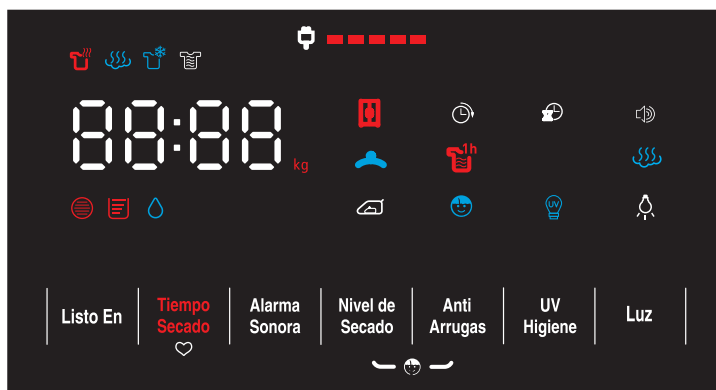 88:88
kg
1h
UV
Listo En
Tiempo
Secado
Alarma
Sonora
Nivel de
Secado
Anti
Arrugas
UV
Higiene
Luz